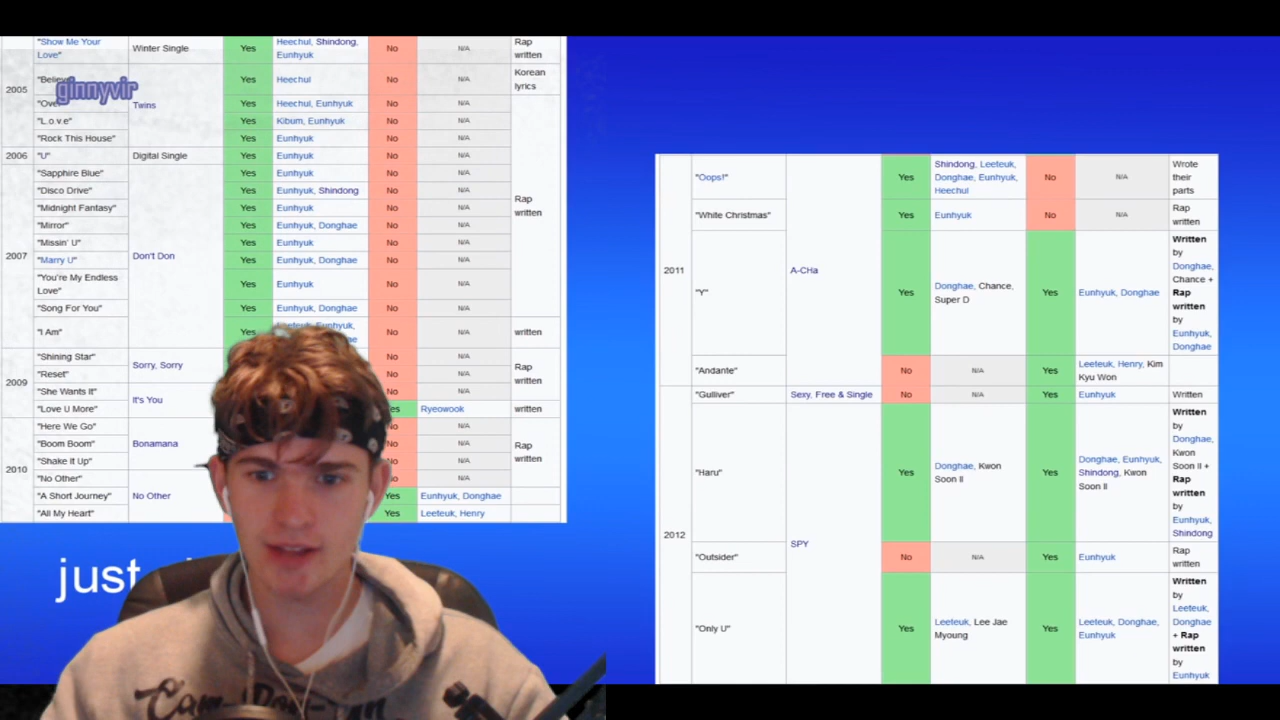 "Show Me Your Love" Winter Single Yes Heechul, Shindong, Eunhyuk No N/A Rap written
2005 "Believe" Twins Yes Heechul No N/A Korean lyrics
ginnyvir
"Over" Yes Heechul, Eunhyuk No N/A Rap written
"L.o.v.e" Yes Kibum, Eunhyuk No N/A
"Rock This House" Yes Eunhyuk No N/A
2006 "U" Digital Single Yes Eunhyuk No N/A
2007 "Sapphire Blue" Don't Don Yes Eunhyuk No N/A
"Disco Drive" Yes Eunhyuk, Shindong No N/A
"Midnight Fantasy" Yes Eunhyuk No N/A
"Mirror" Yes Eunhyuk, Donghae No N/A
"Missin' U" Yes Eunhyuk No N/A
"Marry U" Yes Eunhyuk, Donghae No N/A
"You're My Endless Love" Yes Eunhyuk No N/A
"Song For You" Yes Eunhyuk, Donghae No N/A
"I Am" Yes Leeteuk, Eunhyuk, No N/A written
2009 "Shining Star" Sorry, Sorry No N/A Rap written
"Reset" No N/A
"She Wants It" It's You No N/A
"Love U More" Yes Ryeowook written
2010 "Here We Go" Bonamana No N/A Rap written
"Boom Boom" No N/A
"Shake It Up" No N/A
"No Other" No Other No N/A
"A Short Journey" Yes Eunhyuk, Donghae
"All My Heart" Yes Leeteuk, Henry
just
2011 "Oops!" A-CHa Yes Shindong, Leeteuk, Donghae, Eunhyuk, Heechul No N/A Wrote their parts
"White Christmas" Yes Eunhyuk No N/A Rap written
"Y" Yes Donghae, Chance, Super D Yes Eunhyuk, Donghae Written by Donghae, Chance + Rap written by Eunhyuk, Donghae
"Andante" No N/A Yes Leeteuk, Henry, Kim Kyu Won
2012 "Gulliver" Sexy, Free & Single No N/A Yes Eunhyuk Written
"Haru" SPY Yes Donghae, Kwon Soon Il Yes Donghae, Eunhyuk, Shindong, Kwon Soon Il Written by Donghae, Kwon Soon Il + Rap written by Eunhyuk, Shindong
"Outsider" No N/A Yes Eunhyuk Rap written
"Only U" Yes Leeteuk, Lee Jae Myoung Yes Leeteuk, Donghae, Eunhyuk Written by Leeteuk, Donghae + Rap written by Eunhyuk